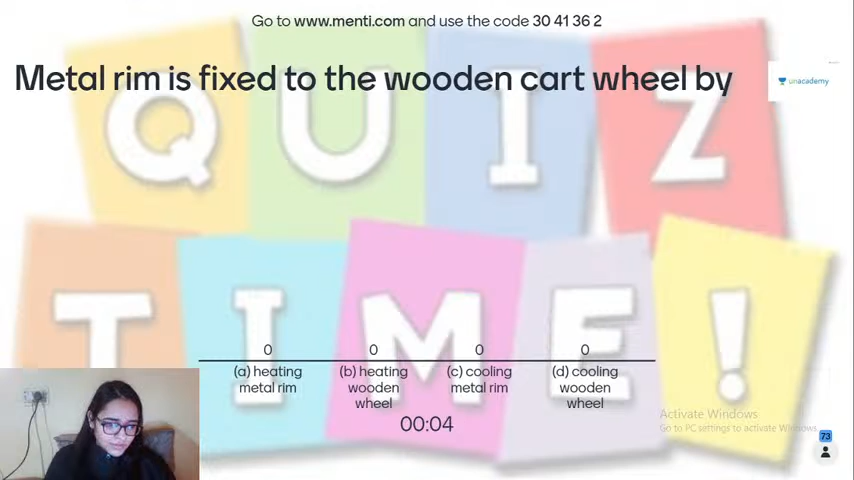 Go to www.menti.com and use the code 30 41 36 2
Metal rim is fixed to the wooden cart wheel by
unacademy
QUIZ
TIME!
0 0 0 0
(a) heating metal rim
(b) heating wooden wheel
(c) cooling metal rim
(d) cooling wooden wheel
00:04
Activate Windows
Go to PC settings to activate Windows.
73